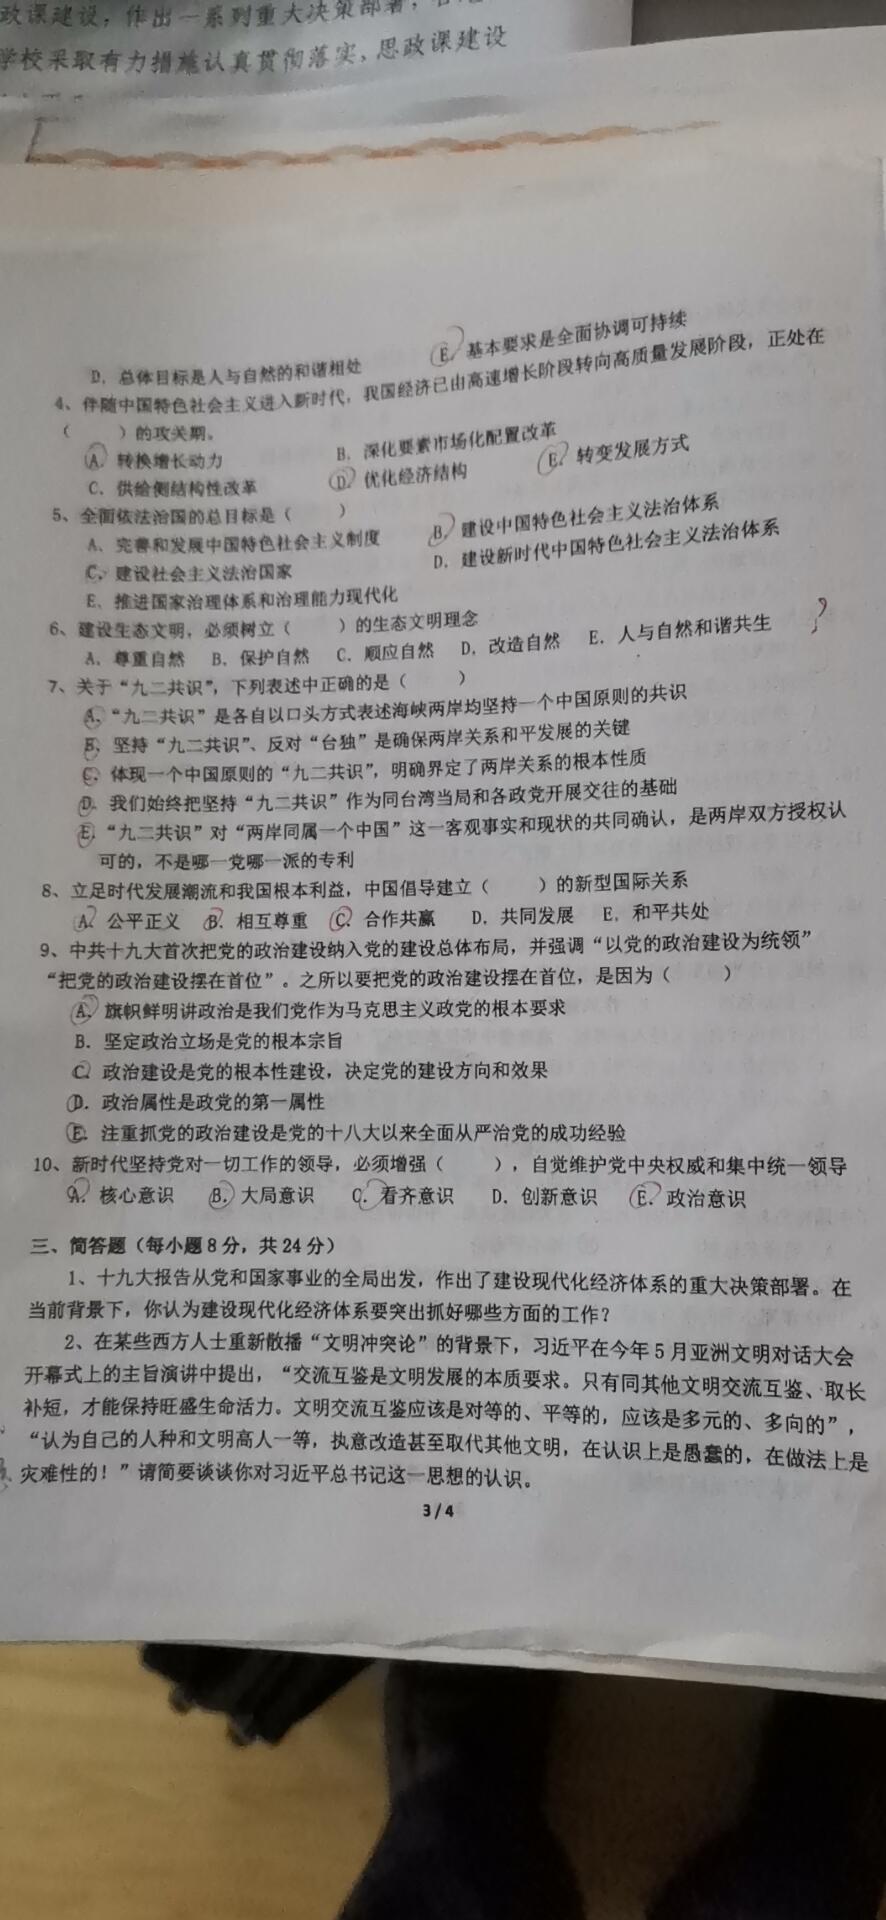 政课建设，作出一系列重大决策部署，
学校采取有力措施认真贯彻落实，思政课建设
D．总体目标是人与自然的和谐相处 E．基本要求是全面协调可持续
4、伴随中国特色社会主义进入新时代，我国经济已由高速增长阶段转向高质量发展阶段，正处在
（ ）的攻关期。
A．转换增长动力 B．深化要素市场化配置改革
C．供给侧结构性改革 D．优化经济结构 E．转变发展方式
5、全面依法治国的总目标是（ ）
A．完善和发展中国特色社会主义制度 B．建设中国特色社会主义法治体系
C．建设社会主义法治国家 D．建设新时代中国特色社会主义法治体系
E．推进国家治理体系和治理能力现代化
6、建设生态文明，必须树立（ ）的生态文明理念
A．尊重自然 B．保护自然 C．顺应自然 D．改造自然 E．人与自然和谐共生 ?
7、关于“九二共识”，下列表述中正确的是（ ）
A．“九二共识”是各自以口头方式表述海峡两岸均坚持一个中国原则的共识
B．坚持“九二共识”、反对“台独”是确保两岸关系和平发展的关键
C．体现一个中国原则的“九二共识”，明确界定了两岸关系的根本性质
D．我们始终把坚持“九二共识”作为同台湾当局和各政党开展交往的基础
E．“九二共识”对“两岸同属一个中国”这一客观事实和现状的共同确认，是两岸双方授权认
可的，不是哪一党哪一派的专利
8、立足时代发展潮流和我国根本利益，中国倡导建立（ ）的新型国际关系
A．公平正义 B．相互尊重 C．合作共赢 D．共同发展 E．和平共处
9、中共十九大首次把党的政治建设纳入党的建设总体布局，并强调“以党的政治建设为统领”
“把党的政治建设摆在首位”。之所以要把党的政治建设摆在首位，是因为（ ）
A．旗帜鲜明讲政治是我们党作为马克思主义政党的根本要求
B．坚定政治立场是党的根本宗旨
C．政治建设是党的根本性建设，决定党的建设方向和效果
D．政治属性是政党的第一属性
E．注重抓党的政治建设是党的十八大以来全面从严治党的成功经验
10、新时代坚持党对一切工作的领导，必须增强（ ），自觉维护党中央权威和集中统一领导
A．核心意识 B．大局意识 C．看齐意识 D．创新意识 E．政治意识
三、简答题（每小题8分，共24分）
1、十九大报告从党和国家事业的全局出发，作出了建设现代化经济体系的重大决策部署。在
当前背景下，你认为建设现代化经济体系要突出抓好哪些方面的工作？
2、在某些西方人士重新散播“文明冲突论”的背景下，习近平在今年5月亚洲文明对话大会
开幕式上的主旨演讲中提出，“交流互鉴是文明发展的本质要求。只有同其他文明交流互鉴、取长
补短，才能保持旺盛生命活力。文明交流互鉴应该是对等的、平等的，应该是多元的、多向的”，
“认为自己的人种和文明高人一等，执意改造甚至取代其他文明，在认识上是愚蠢的，在做法上是
灾难性的！”请简要谈谈你对习近平总书记这一思想的认识。
3 / 4